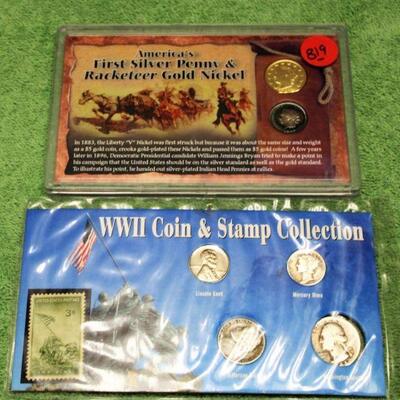 America's
First Silver Penny &
Racketeer Gold Nickel
819
In 1883, the Liberty "V" Nickel was first struck but because it was about the same size and weight
as a $5 gold coin, crooks gold-plated these Nickels and passed them as $5 gold coins! A few years
later in 1896, Democratic Presidential candidate William Jennings Bryan tried to make a point in
his campaign that the United States should be on the silver standard as well as the gold standard.
To illustrate his point, he handed out silver-plated Indian Head Pennies at rallies.
WWII Coin & Stamp Collection
UNITED STATES POSTAGE
3¢
Lincoln Cent
Mercury Dime